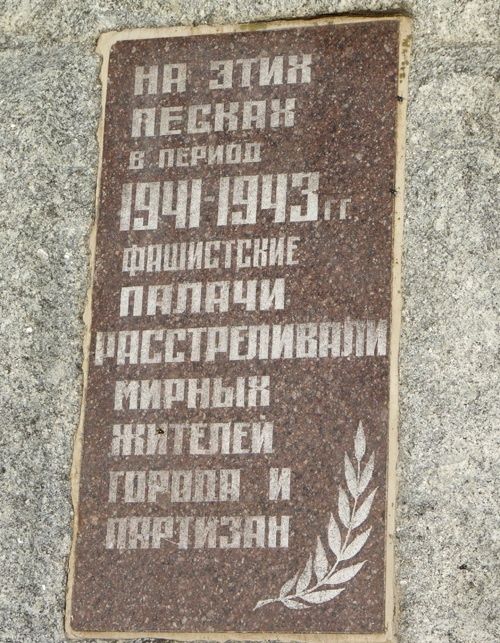 НА ЭТИХ
ПЕСКАХ
В ПЕРИОД
1941-1943 ГГ.
ФАШИСТСКИЕ
ПАЛАЧИ
РАССТРЕЛИВАЛИ
МИРНЫХ
ЖИТЕЛЕЙ
ГОРОДА И
ПАРТИЗАН